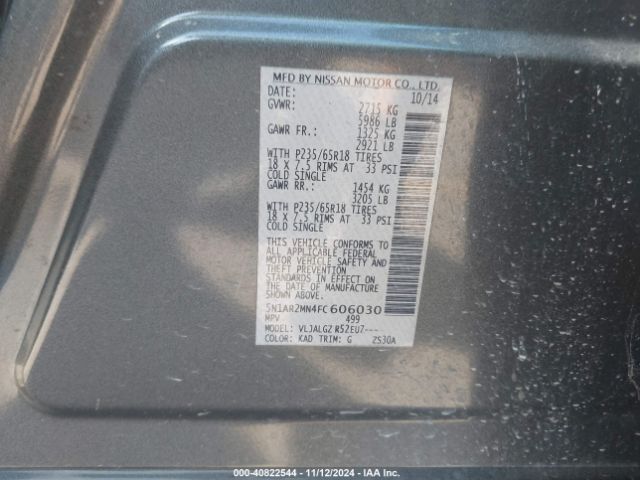 MFD BY NISSAN MOTOR CO., LTD.
DATE: 10/14
GVWR: 2715 KG
5986 LB
GAWR FR.: 1325 KG
2921 LB
WITH P235/65R18 TIRES
18 X 7.5 RIMS AT 33 PSI
COLD SINGLE
GAWR RR.: 1454 KG
3205 LB
WITH P235/65R18 TIRES
18 X 7.5 RIMS AT 33 PSI
COLD SINGLE
THIS VEHICLE CONFORMS TO
ALL APPLICABLE FEDERAL
MOTOR VEHICLE SAFETY AND
THEFT PREVENTION
STANDARDS IN EFFECT ON
THE DATE OF MANUFACTURE
SHOWN ABOVE.
5N1AR2MN4FC606030
MPV 499
MODEL: VLJALGZ R52EU7---
COLOR: KAD TRIM: G ZS30A
000-40822544 - 11/12/2024 - IAA Inc.